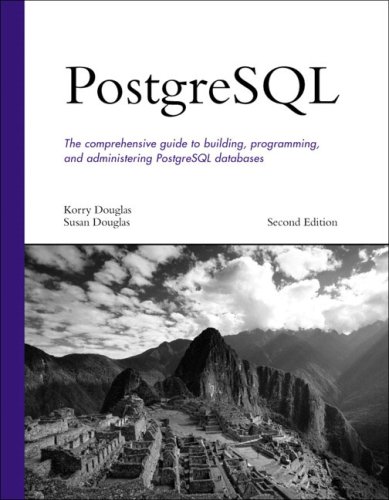 PostgreSQL
The comprehensive guide to building, programming,
and administering PostgreSQL databases
Korry Douglas
Susan Douglas
Second Edition